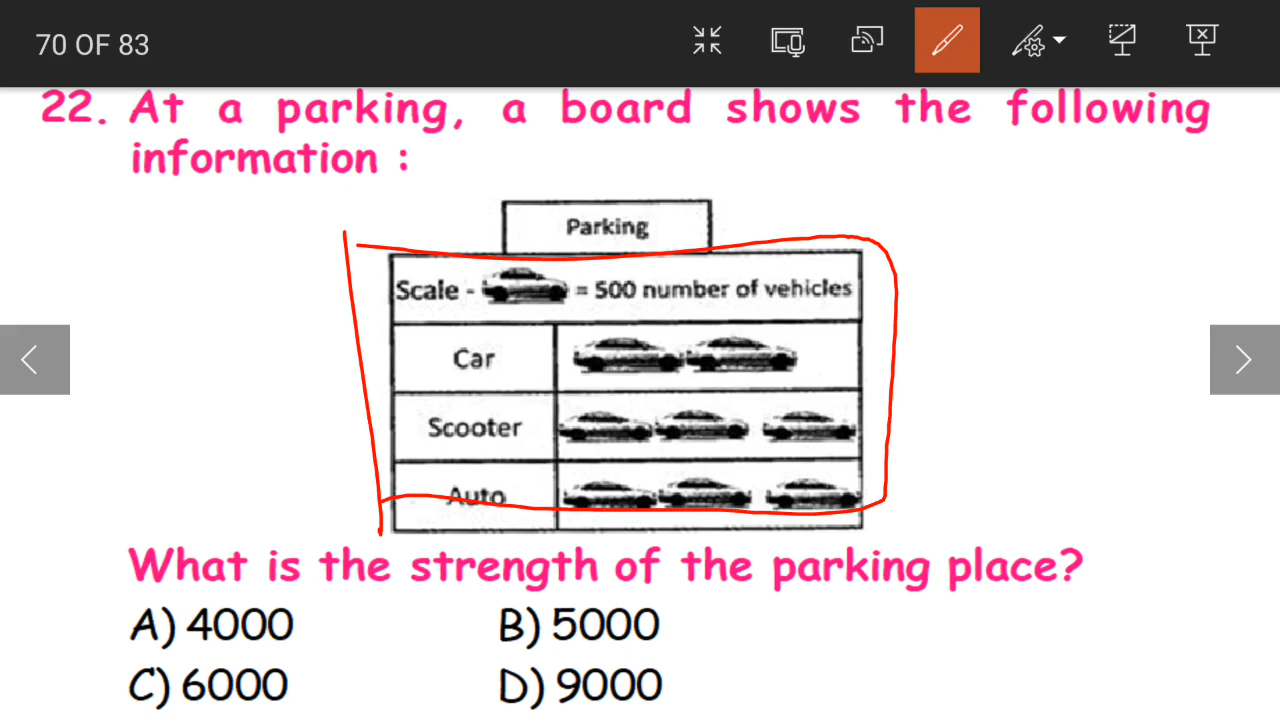 70 OF 83
22. At a parking, a board shows the following
information :
Parking
Scale - = 500 number of vehicles
Car
Scooter
Auto
What is the strength of the parking place?
A) 4000 B) 5000
C) 6000 D) 9000